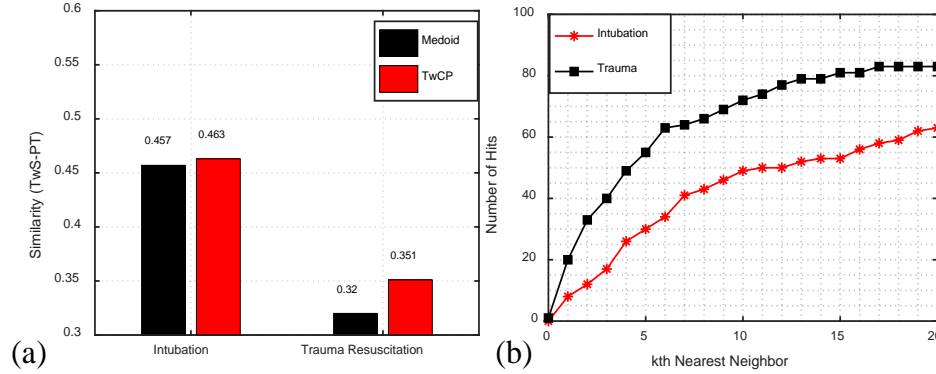 0.6
0.55
0.5
0.45
0.4
0.35
0.3
Similarity (TwS-PT)
Medoid
TwCP
0.457
0.463
0.32
0.351
Intubation
Trauma Resuscitation
(a)
100
80
60
40
20
0
Number of Hits
Intubation
Trauma
0
5
10
15
20
kth Nearest Neighbor
(b)